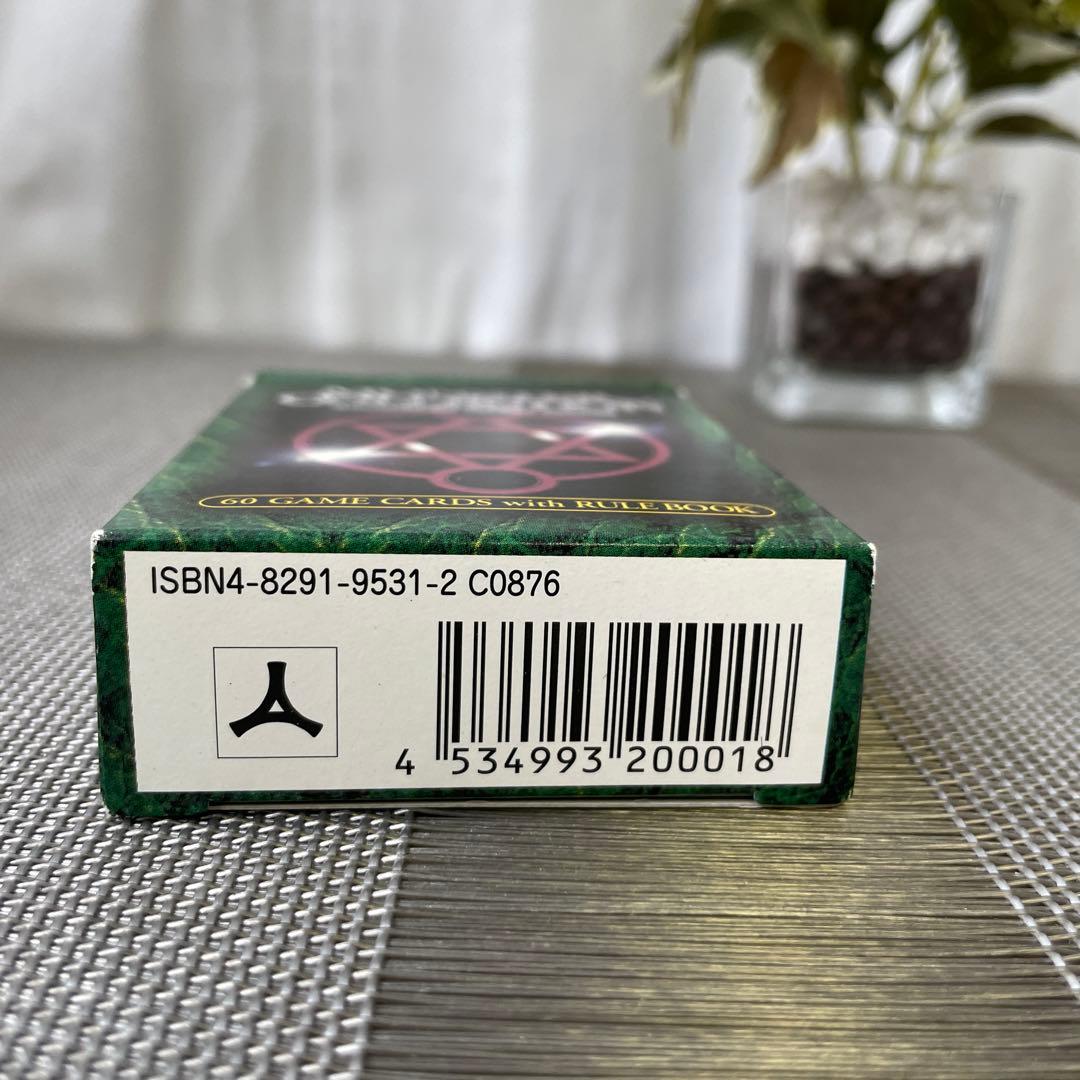 60 GAME CARDS with RULE BOOK
ISBN4-8291-9531-2 C0876
4 534993 200018